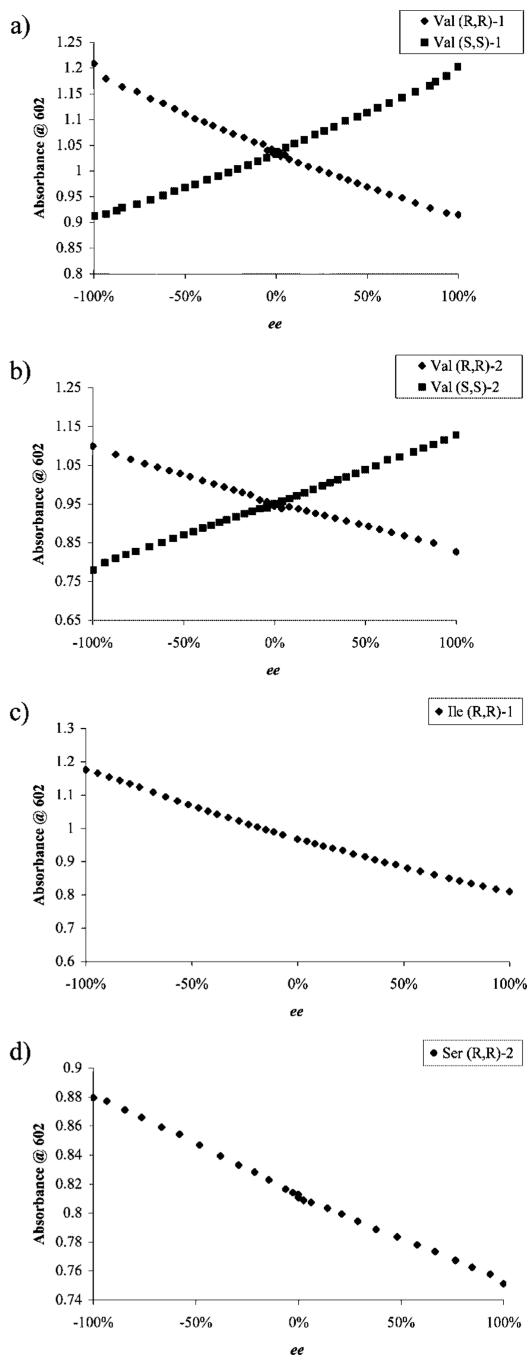 a)
Val (R,R)-1
Val (S,S)-1
1.25
1.2
1.15
1.1
1.05
1
0.95
0.9
0.85
0.8
Absorbance @ 602
-100% -50% 0% 50% 100%
ee
b)
Val (R,R)-2
Val (S,S)-2
1.25
1.15
1.05
0.95
0.85
0.75
0.65
Absorbance @ 602
-100% -50% 0% 50% 100%
ee
c)
Ile (R,R)-1
1.3
1.2
1.1
1
0.9
0.8
0.7
0.6
Absorbance @ 602
-100% -50% 0% 50% 100%
ee
d)
Ser (R,R)-2
0.9
0.88
0.86
0.84
0.82
0.8
0.78
0.76
0.74
Absorbance @ 602
-100% -50% 0% 50% 100%
ee